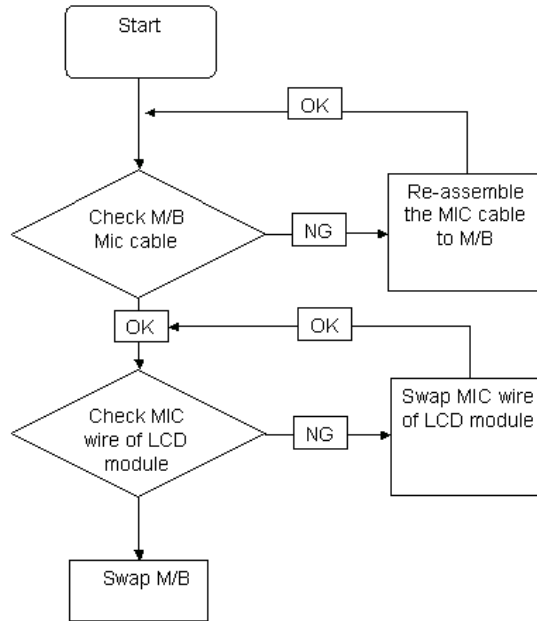 Start
OK
Check M/B
Mic cable
NG
Re-assemble
the MIC cable
to M/B
OK
OK
Check MIC
wire of LCD
module
NG
Swap MIC wire
of LCD module
Swap M/B